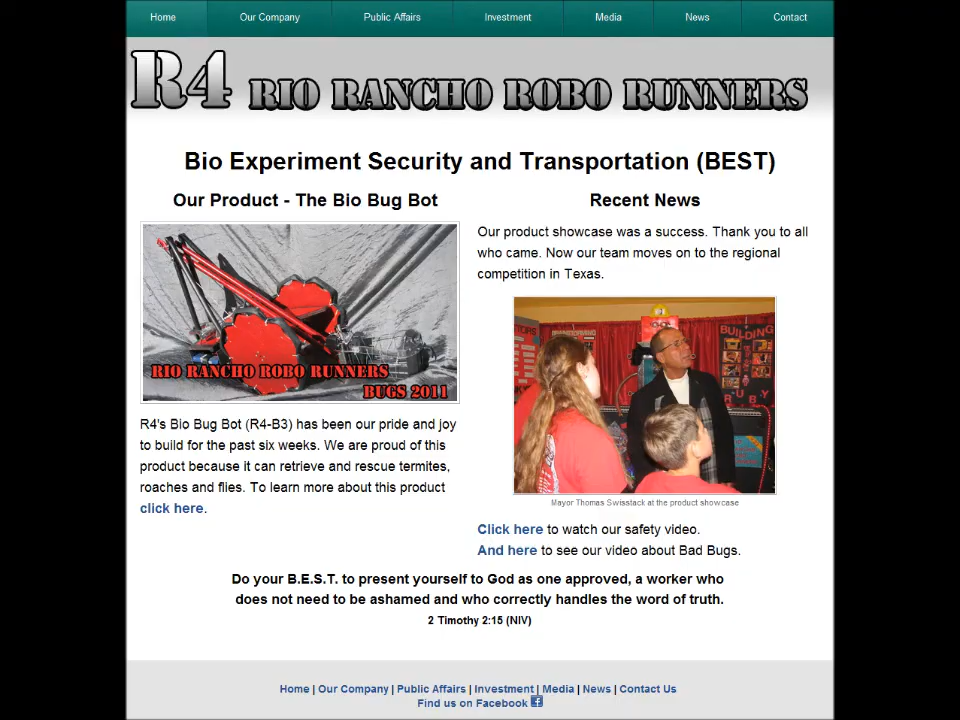 Home Our Company Public Affairs Investment Media News Contact
R4 RIO RANCHO ROBO RUNNERS
Bio Experiment Security and Transportation (BEST)
Our Product - The Bio Bug Bot
RIO RANCHO ROBO RUNNERS
BUGS 2011
R4's Bio Bug Bot (R4-B3) has been our pride and joy
to build for the past six weeks. We are proud of this
product because it can retrieve and rescue termites,
roaches and flies. To learn more about this product
click here.
Recent News
Our product showcase was a success. Thank you to all
who came. Now our team moves on to the regional
competition in Texas.
BUILDING
RUBY
Mayor Thomas Swisstack at the product showcase
Click here to watch our safety video.
And here to see our video about Bad Bugs.
Do your B.E.S.T. to present yourself to God as one approved, a worker who
does not need to be ashamed and who correctly handles the word of truth.
2 Timothy 2:15 (NIV)
Home | Our Company | Public Affairs | Investment | Media | News | Contact Us
Find us on Facebook